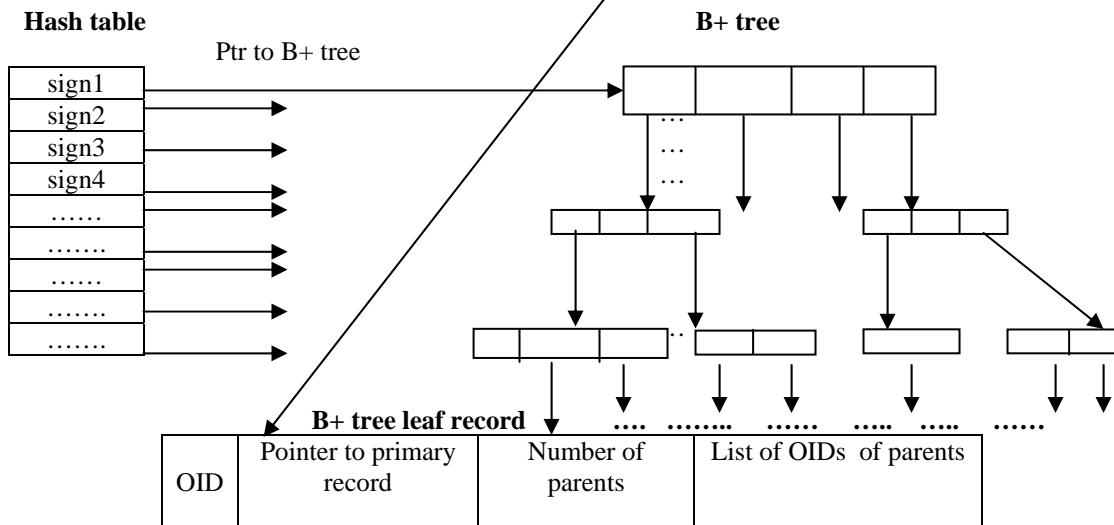 Hash table
B+ tree
Ptr to B+ tree
sign1
sign2
sign3
sign4
……
…….
……
…….
…….
…
…
…
..
B+ tree leaf record
…. …….. …… ….. ….. ……
OID
Pointer to primary
record
Number of
parents
List of OIDs of parents